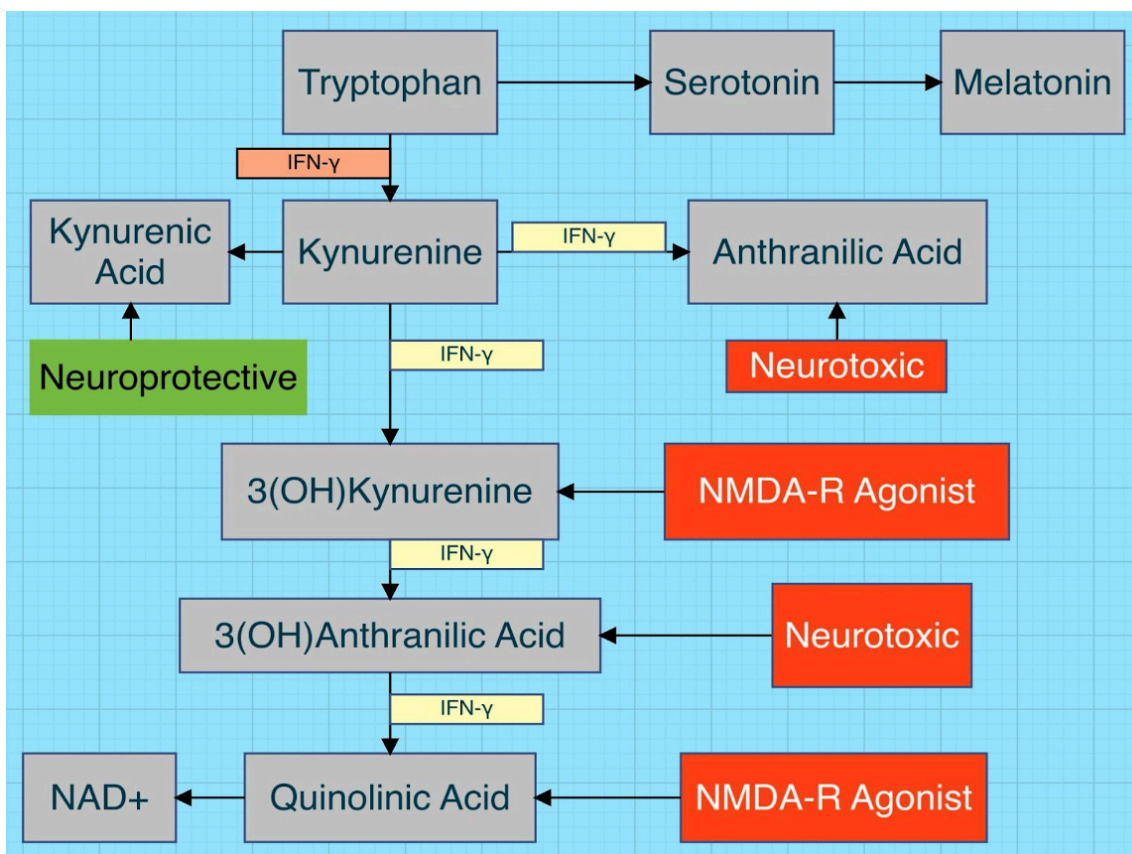 Tryptophan
Serotonin
Melatonin
IFN-γ
Kynurenic
Acid
Kynurenine
IFN-γ
Anthranilic Acid
IFN-γ
Neuroprotective
Neurotoxic
3(OH)Kynurenine
NMDA-R Agonist
IFN-γ
3(OH)Anthranilic Acid
Neurotoxic
IFN-γ
NAD+
Quinolinic Acid
NMDA-R Agonist